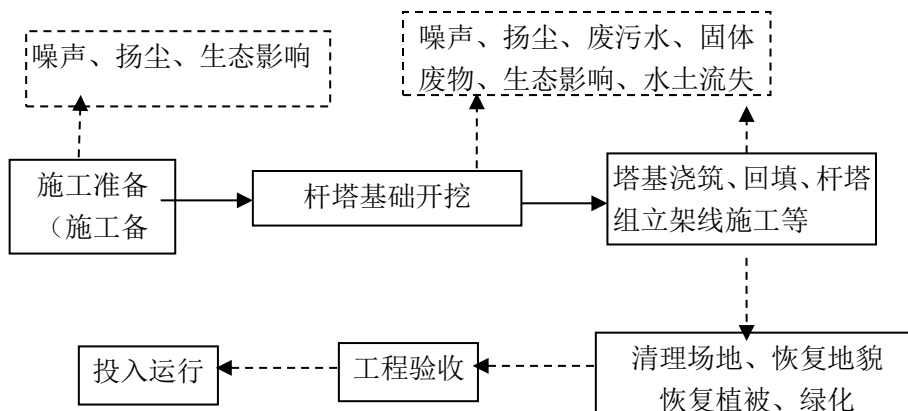 噪声、扬尘、生态影响
噪声、扬尘、废污水、固体
废物、生态影响、水土流失
施工准备
（施工备
杆塔基础开挖
塔基浇筑、回填、杆塔
组立架线施工等
投入运行
工程验收
清理场地、恢复地貌
恢复植被、绿化